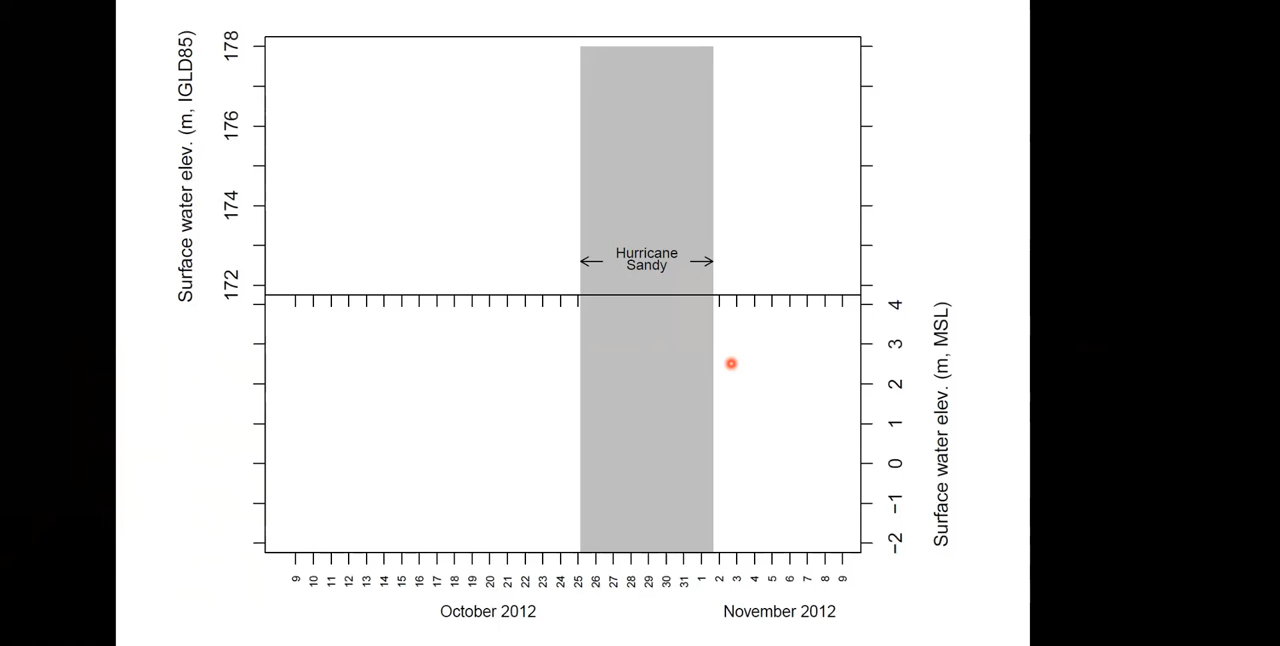 Surface water elev. (m, IGLD85)
178
176
174
172
Hurricane
Sandy
4
3
2
1
0
−1
−2
Surface water elev. (m, MSL)
9 10 11 12 13 14 15 16 17 18 19 20 21 22 23 24 25 26 27 28 29 30 31 1 2 3 4 5 6 7 8 9
October 2012
November 2012